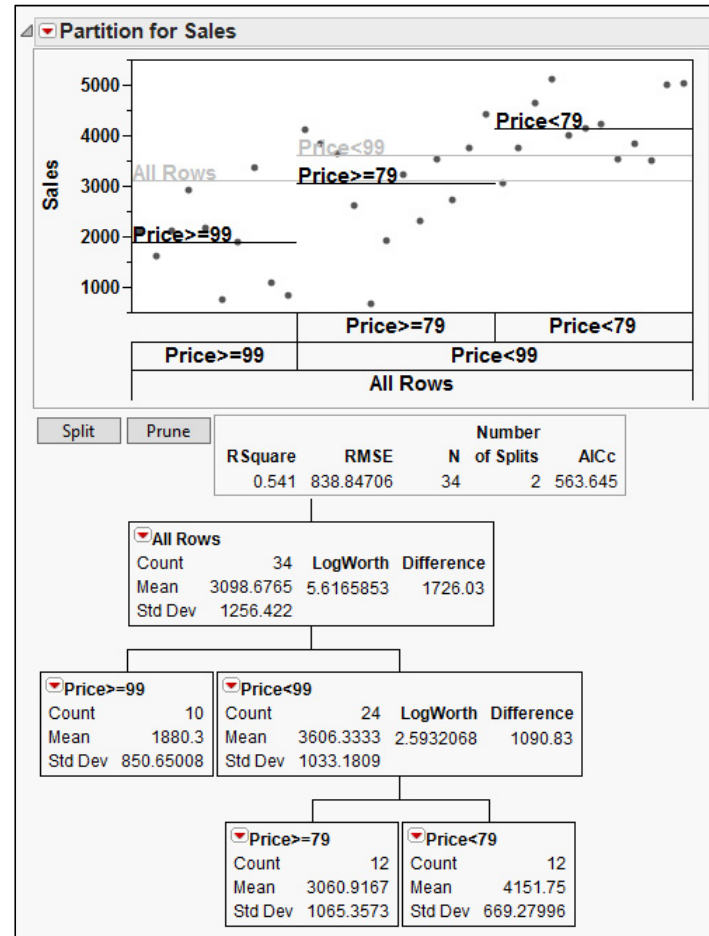 Partition for Sales
5000
4000
3000
2000
1000
Sales
All Rows
Price<99
Price>=79
Price>=99
Price<79
Price>=79 Price<79
Price>=99 Price<99
All Rows
Split Prune
Number
RSquare RMSE N of Splits AICc
0.541 838.84706 34 2 563.645
All Rows
Count 34 LogWorth Difference
Mean 3098.6765 5.6165853 1726.03
Std Dev 1256.422
Price>=99 Price<99
Count 10 Count 24 LogWorth Difference
Mean 1880.3 Mean 3606.3333 2.5932068 1090.83
Std Dev 850.65008 Std Dev 1033.1809
Price>=79 Price<79
Count 12 Count 12
Mean 3060.9167 Mean 4151.75
Std Dev 1065.3573 Std Dev 669.27996